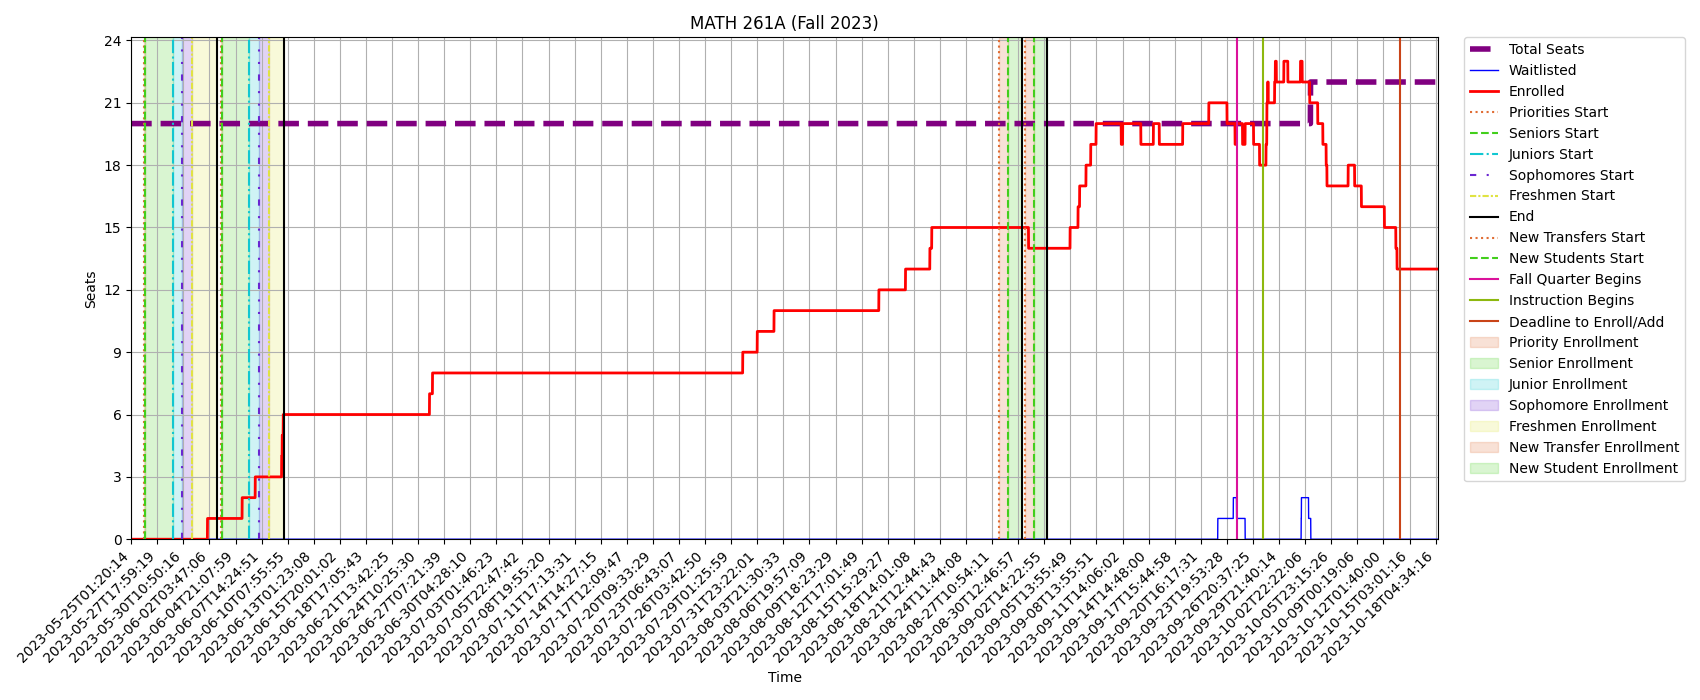 MATH 261A (Fall 2023)
24
21
18
15
12
9
6
3
0
Seats
2023-05-25T01:20:14
2023-05-27T17:59:19
2023-05-30T10:50:16
2023-06-02T03:47:06
2023-06-04T21:07:59
2023-06-07T14:24:51
2023-06-10T07:55:53
2023-06-13T01:23:08
2023-06-15T20:01:02
2023-06-18T17:05:43
2023-06-21T13:42:25
2023-06-24T10:25:30
2023-06-27T07:21:39
2023-06-30T04:28:10
2023-07-03T01:46:23
2023-07-05T22:47:42
2023-07-08T19:55:20
2023-07-11T17:13:31
2023-07-14T14:27:15
2023-07-17T12:09:47
2023-07-20T09:33:29
2023-07-23T06:43:07
2023-07-26T03:42:50
2023-07-29T01:25:59
2023-07-31T23:22:01
2023-08-03T21:30:33
2023-08-06T19:57:09
2023-08-09T18:23:29
2023-08-12T17:01:49
2023-08-15T15:29:27
2023-08-18T14:01:08
2023-08-21T12:44:43
2023-08-24T11:44:08
2023-08-27T10:54:11
2023-08-30T12:46:57
2023-09-02T14:22:55
2023-09-05T13:55:49
2023-09-08T13:55:51
2023-09-11T14:06:02
2023-09-14T14:48:00
2023-09-17T15:44:58
2023-09-20T16:17:31
2023-09-23T19:53:28
2023-09-26T20:37:25
2023-09-29T21:40:14
2023-10-02T22:22:06
2023-10-05T23:15:26
2023-10-09T00:19:06
2023-10-12T01:40:00
2023-10-15T03:01:16
2023-10-18T04:34:16
Time
Total Seats
Waitlisted
Enrolled
Priorities Start
Seniors Start
Juniors Start
Sophomores Start
Freshmen Start
End
New Transfers Start
New Students Start
Fall Quarter Begins
Instruction Begins
Deadline to Enroll/Add
Priority Enrollment
Senior Enrollment
Junior Enrollment
Sophomore Enrollment
Freshmen Enrollment
New Transfer Enrollment
New Student Enrollment